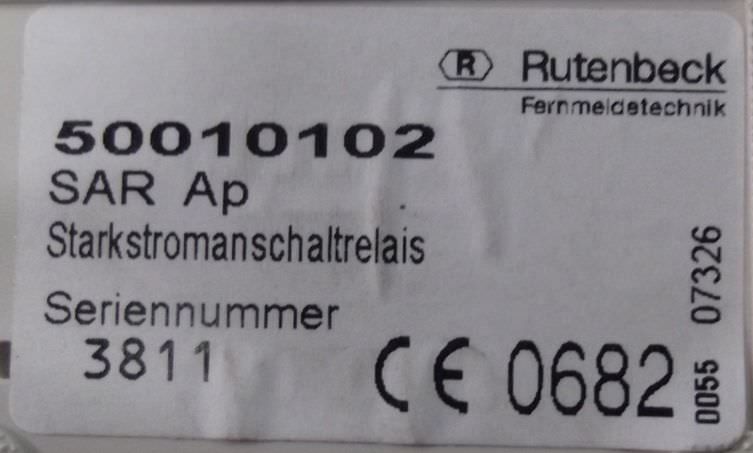 R Rutenbeck
Fernmeldetechnik
50010102
SAR Ap
Starkstromanschaltrelais
Seriennummer
3811
CE 0682
0055 07326